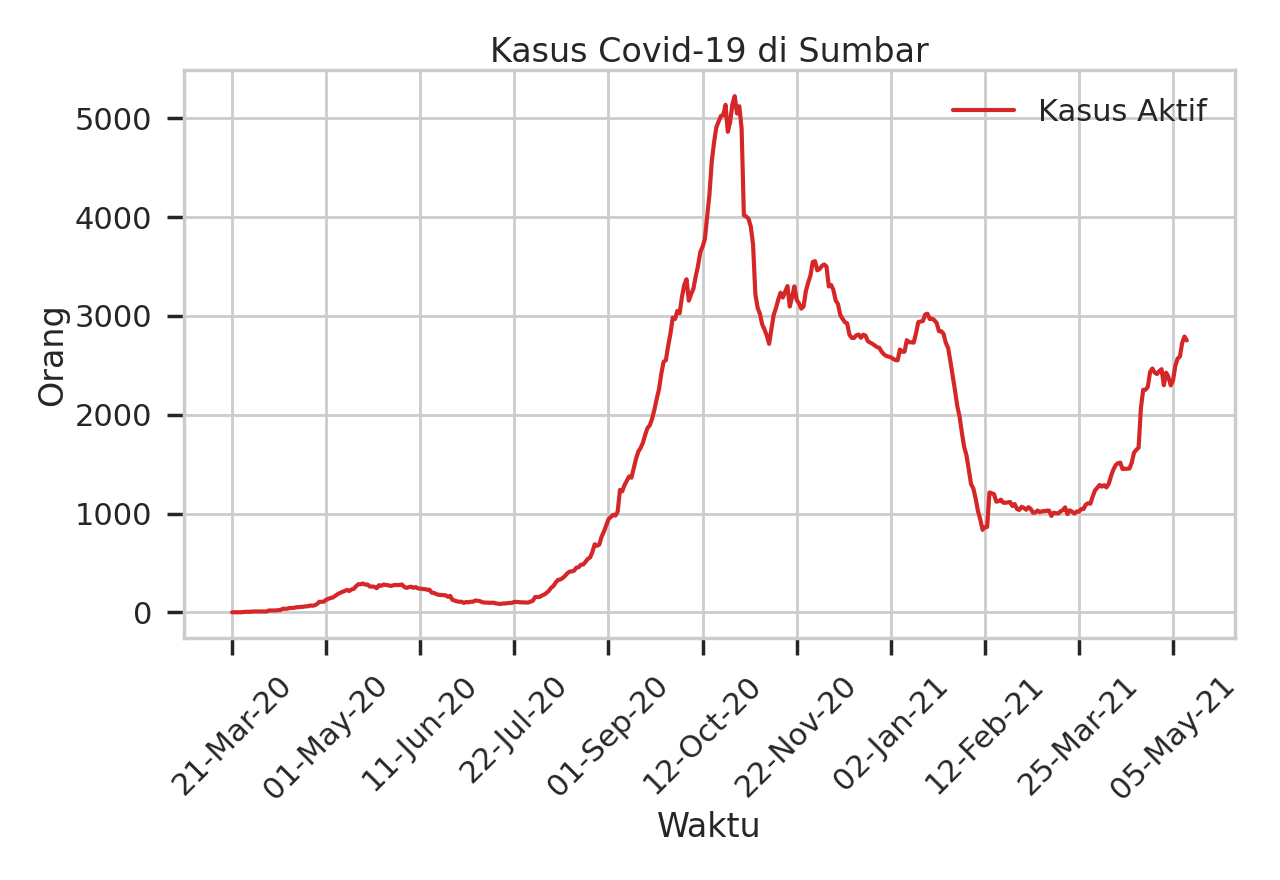 Kasus Covid-19 di Sumbar
Kasus Aktif
Orang
5000
4000
3000
2000
1000
0
21-Mar-20
01-May-20
11-Jun-20
22-Jul-20
01-Sep-20
12-Oct-20
22-Nov-20
02-Jan-21
12-Feb-21
25-Mar-21
05-May-21
Waktu